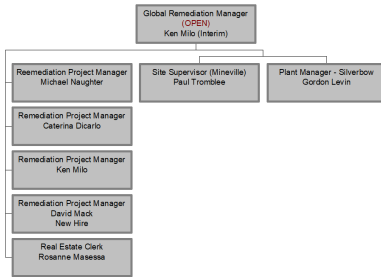 Global Remediation Manager
(OPEN)
Ken Milo (Interim)
Reemediation Project Manager
Michael Naughter
Site Supervisor (Mineville)
Paul Tromblee
Plant Manager - Silverbow
Gordon Levin
Remediation Project Manager
Caterina Dicarlo
Remediation Project Manager
Ken Milo
Remediation Project Manager
David Mack
New Hire
Real Estate Clerk
Rosanne Masessa